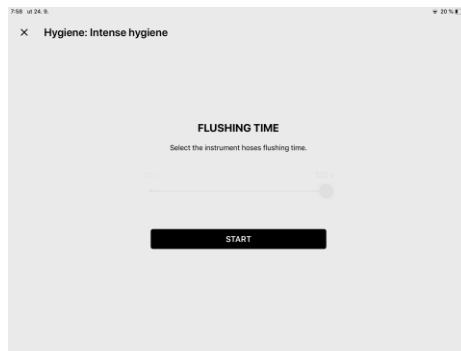 7:58 ut 24. 9.
20 %
Hygiene: Intense hygiene
FLUSHING TIME
Select the instrument hoses flushing time.
START